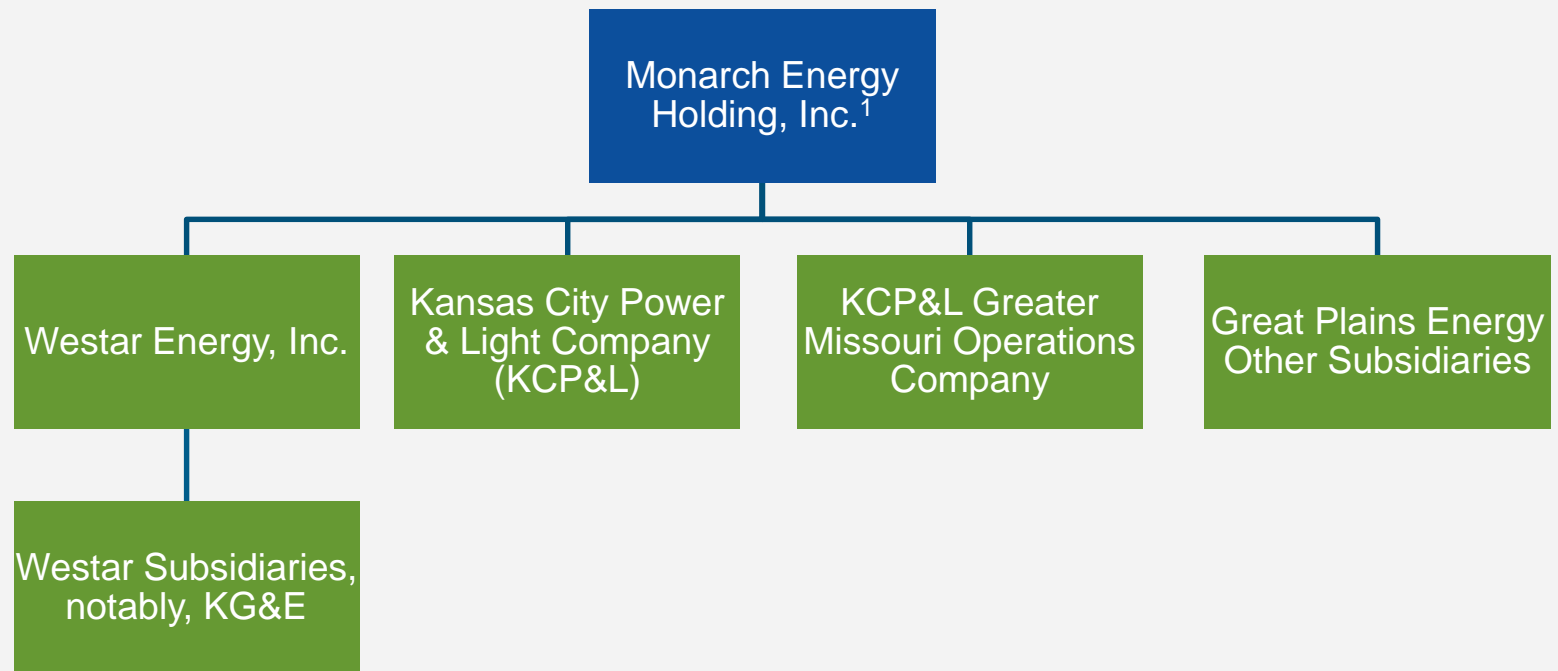 Monarch Energy
Holding, Inc.1
Westar Energy, Inc.
Kansas City Power
& Light Company
(KCP&L)
KCP&L Greater
Missouri Operations
Company
Great Plains Energy
Other Subsidiaries
Westar Subsidiaries,
notably, KG&E